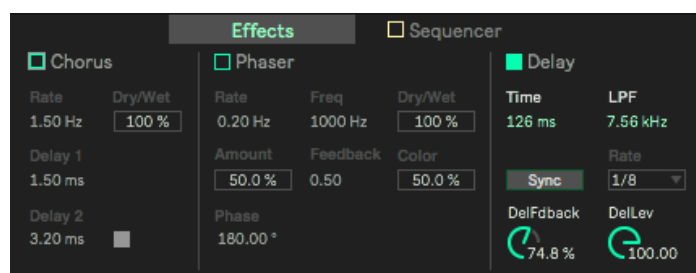 Effects
Sequencer
Chorus
Rate Dry/Wet
1.50 Hz 100 %
Delay 1
1.50 ms
Delay 2
3.20 ms
Phaser
Rate Freq Dry/Wet
0.20 Hz 1000 Hz 100 %
Amount Feedback Color
50.0 % 0.50 50.0 %
Phase
180.00 °
Delay
Time LPF
126 ms 7.56 kHz
Rate
Sync 1/8
DelFdback DelLev
74.8 % 100.00